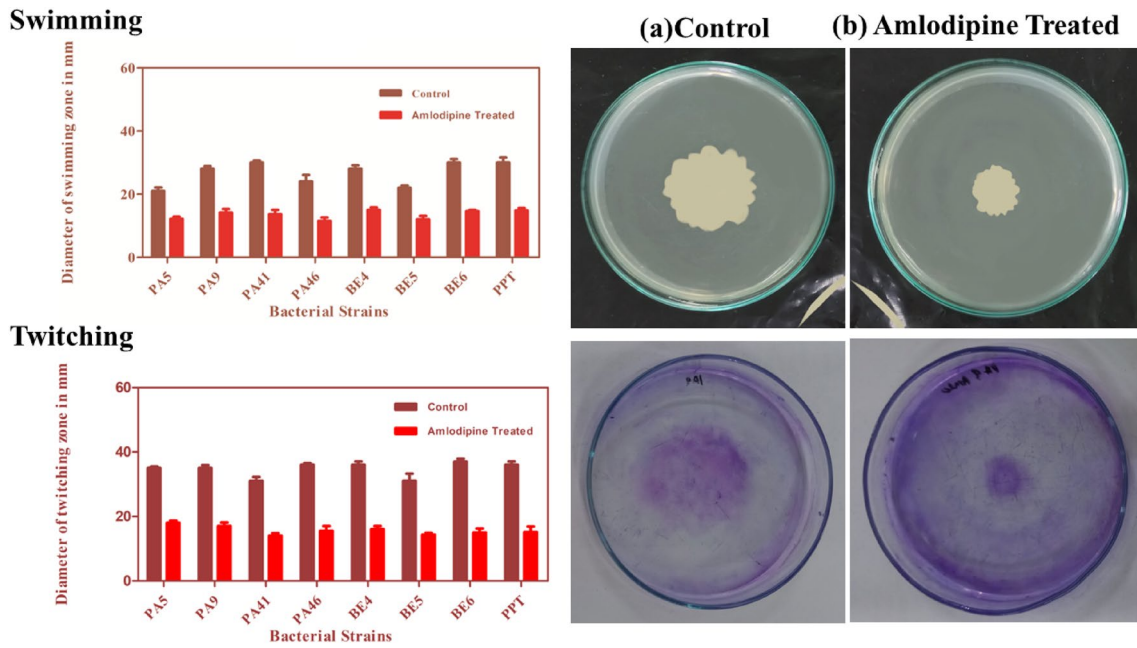 Swimming
(a)Control
(b) Amlodipine Treated
Diameter of swimming zone in mm
60
40
20
0
Control
Amlodipine Treated
PA5
PA9
PA41
PA46
BE4
BE5
BE6
PPT
Bacterial Strains
Twitching
Diameter of twitching zone in mm
60
40
20
0
Control
Amlodipine Treated
PA5
PA9
PA41
PA46
BE4
BE5
BE6
PPT
Bacterial Strains